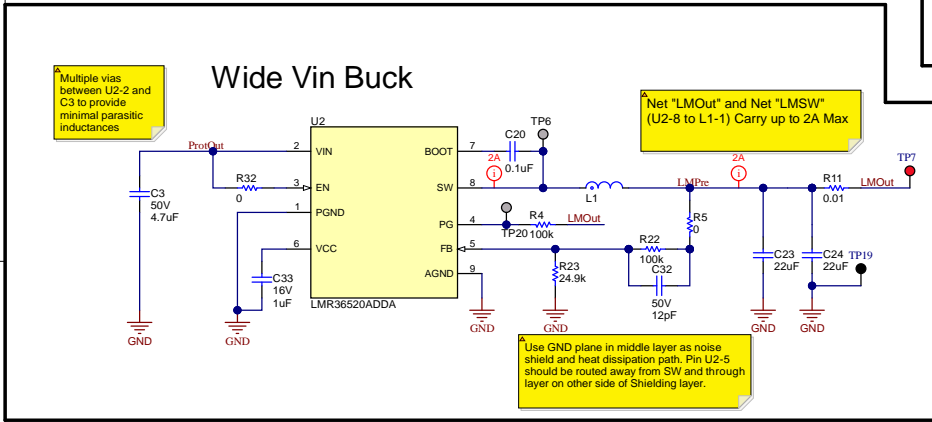 Wide Vin Buck
Multiple vias
between U2-2 and
C3 to provide
minimal parasitic
inductances
Net "LMOut" and Net "LMSW"
(U2-8 to L1-1) Carry up to 2A Max
U2
ProtOut
2
VIN
3
EN
1
PGND
6
VCC
BOOT
7
SW
8
PG
4
FB
5
AGND
9
LMR36520ADDA
C3
50V
4.7uF
R32
0
C33
16V
1uF
C20
0.1uF
TP6
2A
i
L1
LMPre
2A
i
R11
0.01
LMOut
TP7
TP20
R4
100k
LMOut
R5
0
R22
100k
C32
50V
12pF
R23
24.9k
C23
22uF
C24
22uF
TP19
GND
GND
GND
GND
GND
GND
Use GND plane in middle layer as noise
shield and heat dissipation path. Pin U2-5
should be routed away from SW and through
layer on other side of Shielding layer.